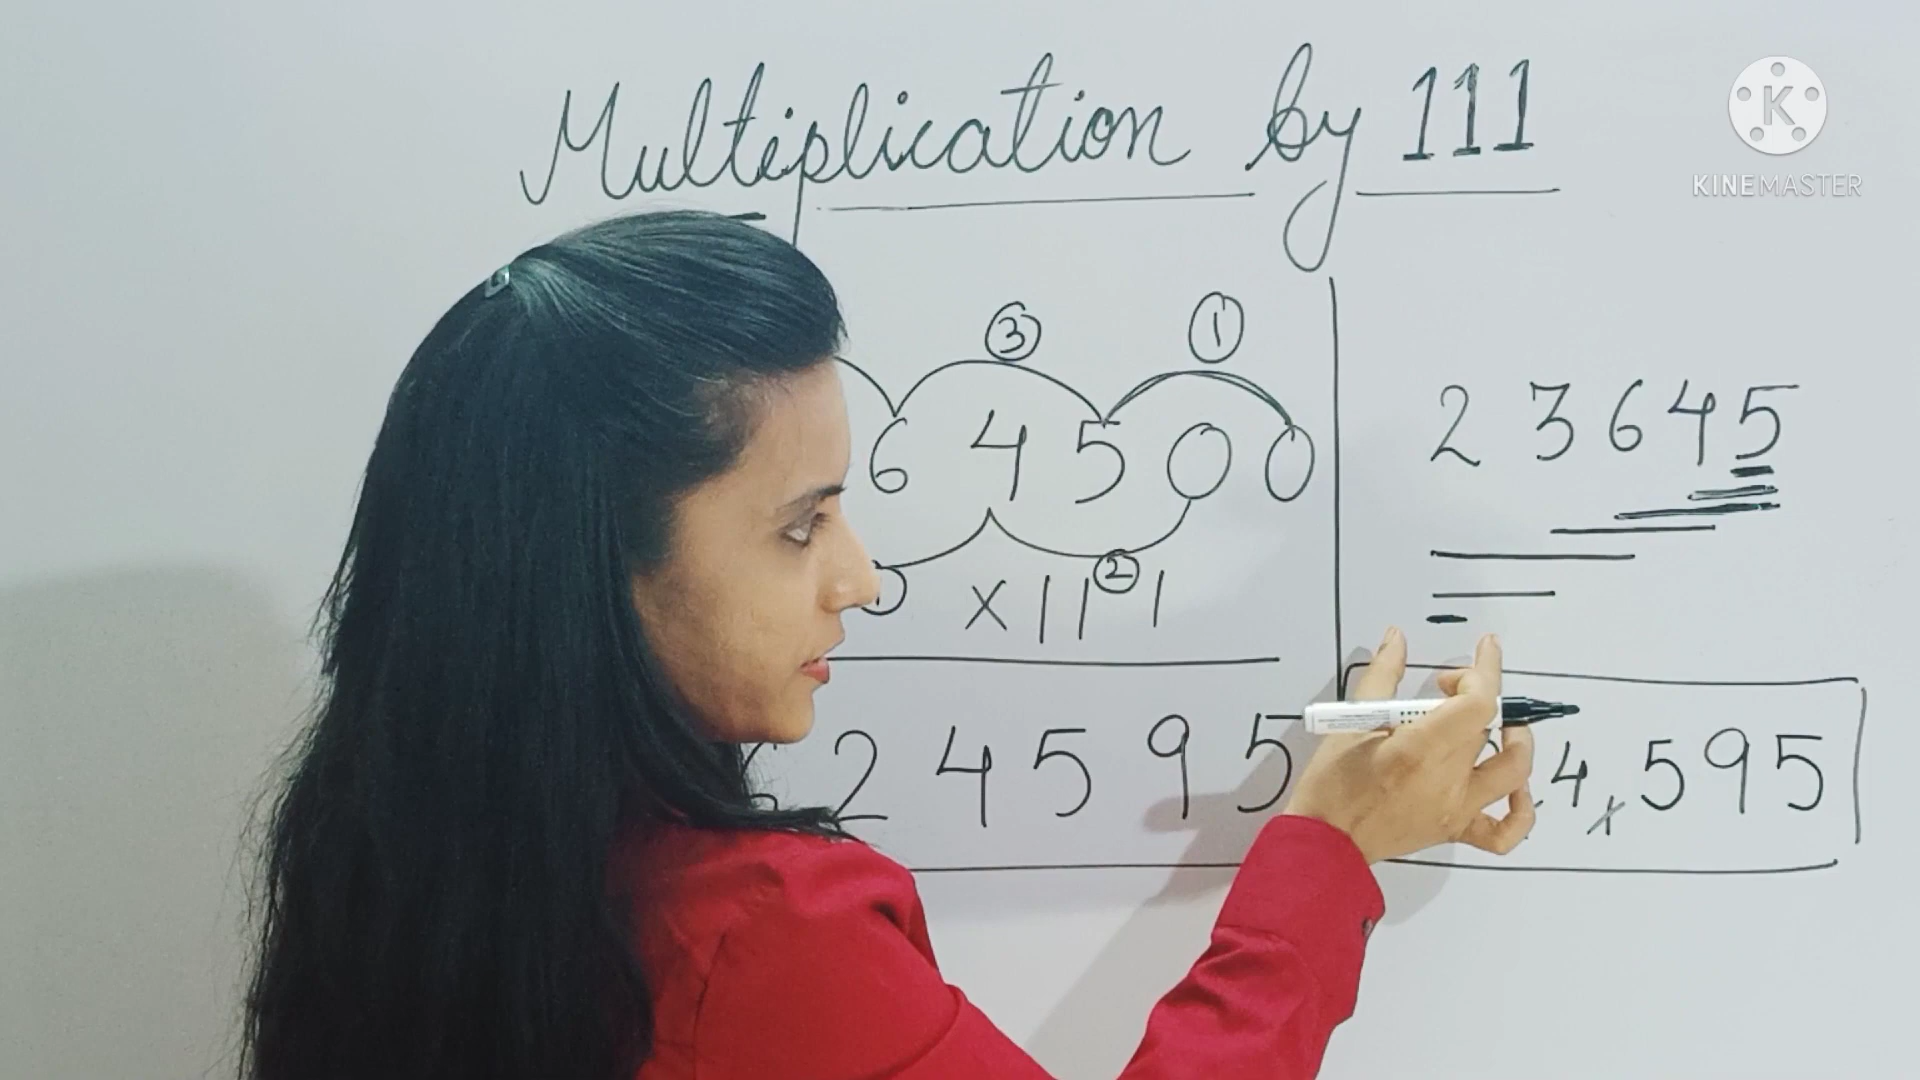 Multiplication by 111
K
KINEMASTER
3 1
6 4 5 0 0
2 3 6 4 5
2
× 1 1 1
2 4 5 9 5
4, 5 9 5